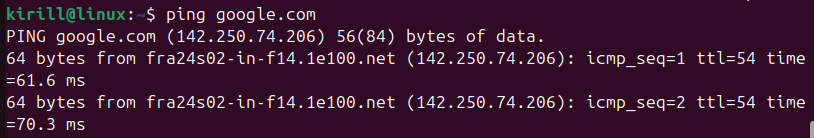 kirill@linux:~$ ping google.com
PING google.com (142.250.74.206) 56(84) bytes of data.
64 bytes from fra24s02-in-f14.1e100.net (142.250.74.206): icmp_seq=1 ttl=54 time
=61.6 ms
64 bytes from fra24s02-in-f14.1e100.net (142.250.74.206): icmp_seq=2 ttl=54 time
=70.3 ms